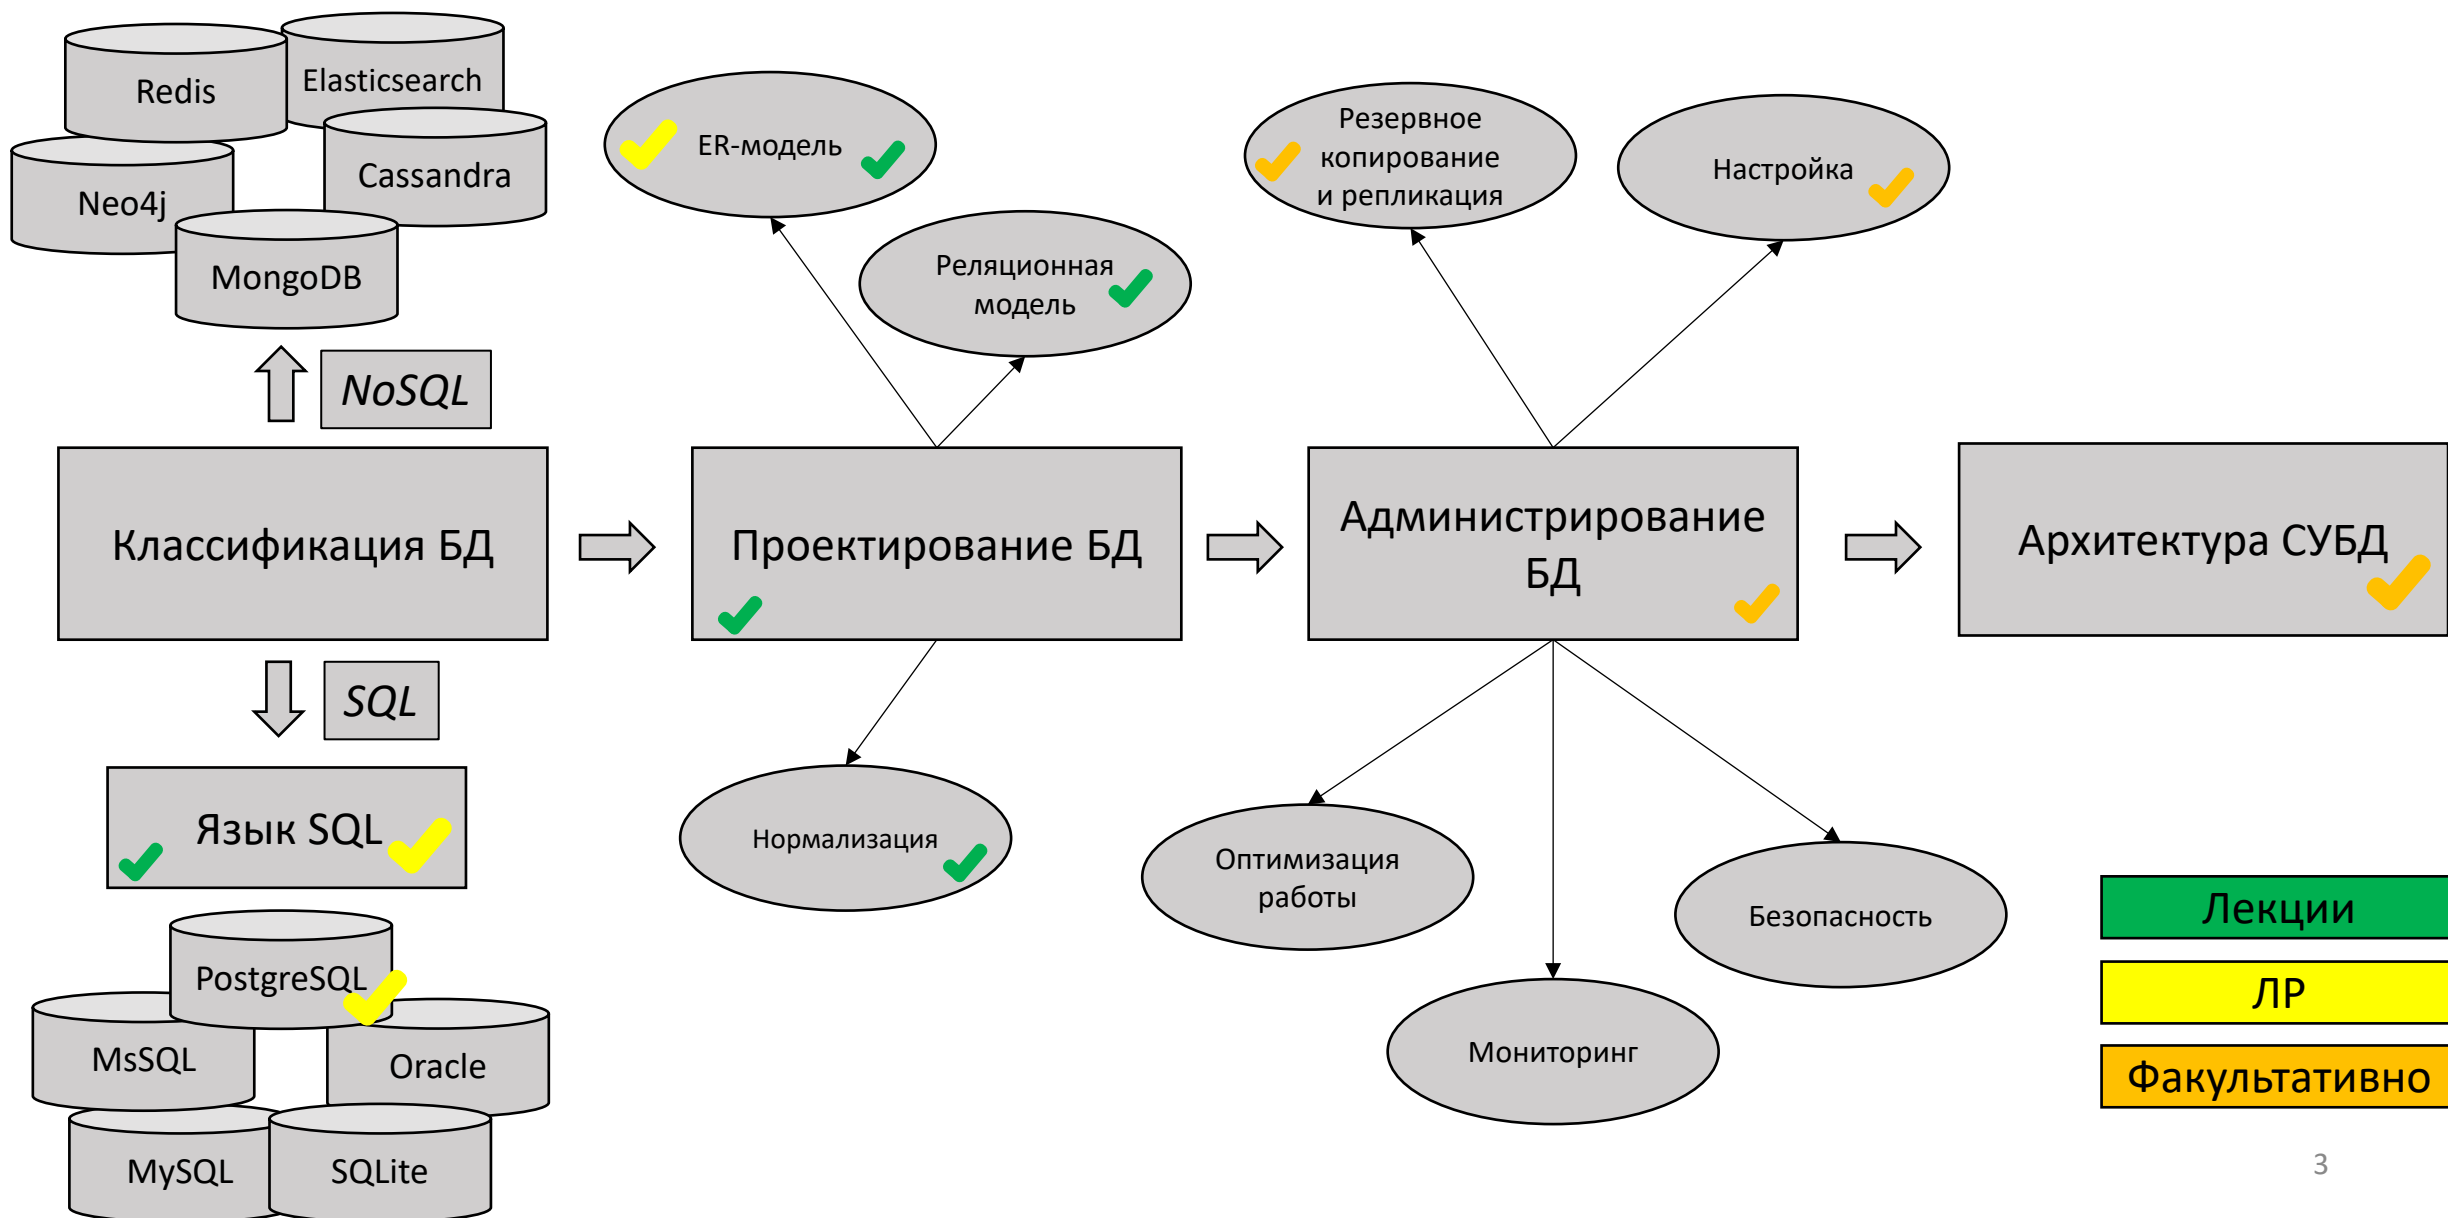 Redis
Elasticsearch
Neo4j
Cassandra
MongoDB
NoSQL
ER-модель
Реляционная
модель
Резервное
копирование
и репликация
Настройка
Классификация БД
Проектирование БД
Администрирование
БД
Архитектура СУБД
SQL
Язык SQL
PostgreSQL
MsSQL
Oracle
MySQL
SQLite
Нормализация
Оптимизация
работы
Мониторинг
Безопасность
Лекции
ЛР
Факультативно
3